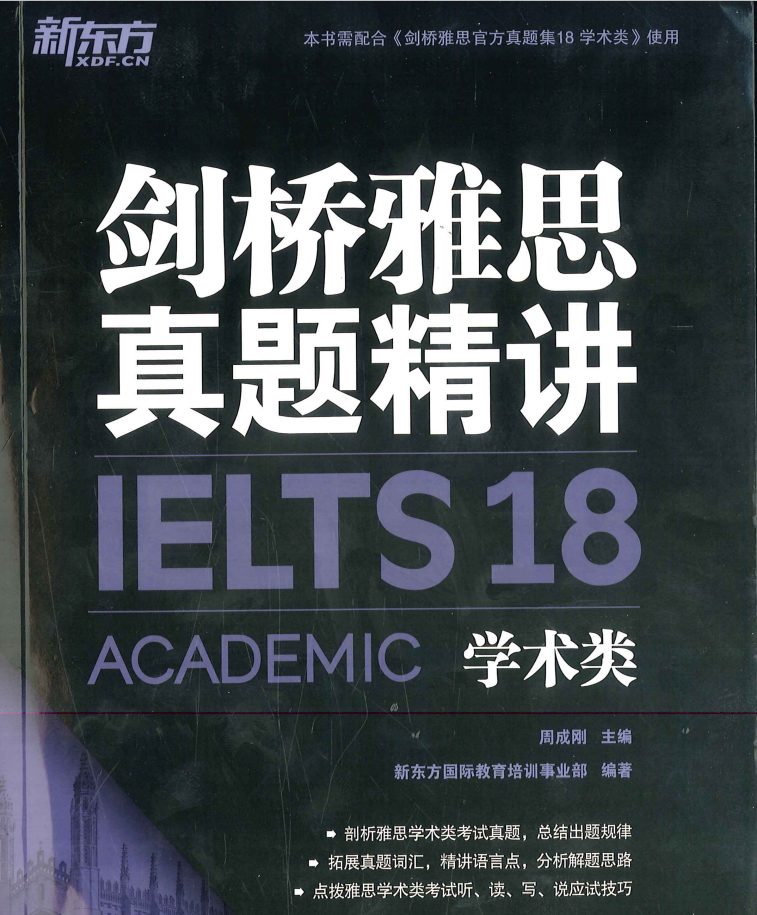 新东方
XDF.CN
本书需配合《剑桥雅思官方真题集18 学术类》使用
剑桥雅思
真题精讲
IELTS 18
ACADEMIC 学术类
周成刚 主编
新东方国际教育培训事业部 编著
➡ 剖析雅思学术类考试真题，总结出题规律
➡ 拓展真题词汇，精讲语言点，分析解题思路
➡ 点拨雅思学术类考试听、读、写、说应试技巧